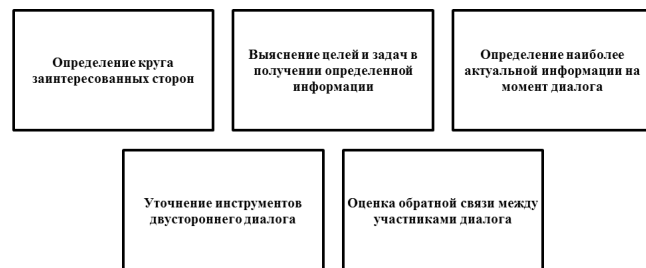 Определение круга
заинтересованных сторон
Выяснение целей и задач в
получении определенной
информации
Определение наиболее
актуальной информации на
момент диалога
Уточнение инструментов
двустороннего диалога
Оценка обратной связи между
участниками диалога